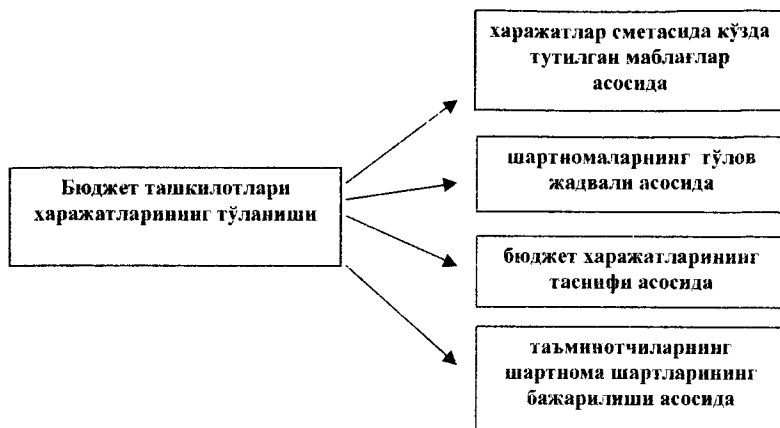 Бюджет ташкилотлари
харажатларининг тўланиши
харажатлар сметасида кўзда
тутилган маблағлар
асосида
шартномаларнинг тўлов
жадвали асосида
бюджет харажатларининг
таснифи асосида
таъминотчиларнинг
шартнома шартларининг
бажарилиши асосида